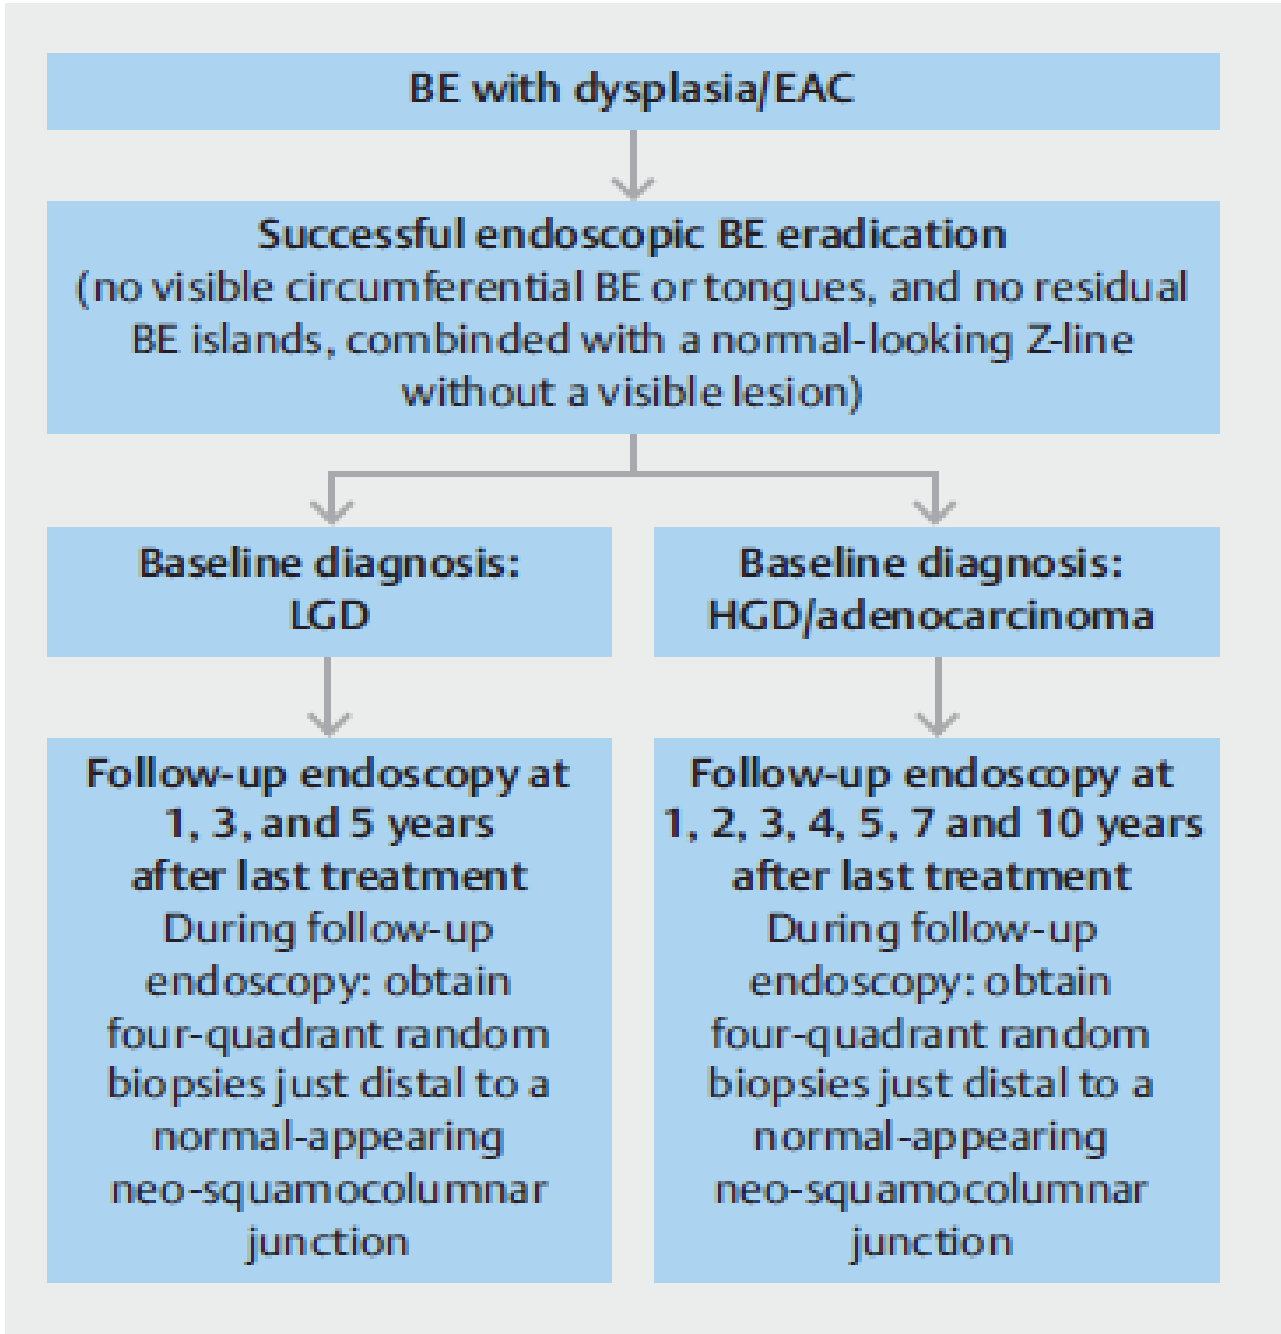 BE with dysplasia/EAC
Successful endoscopic BE eradication
(no visible circumferential BE or tongues, and no residual
BE islands, combinded with a normal-looking Z-line
without a visible lesion)
Baseline diagnosis:
LGD
Baseline diagnosis:
HGD/adenocarcinoma
Follow-up endoscopy at
1, 3, and 5 years
after last treatment
During follow-up
endoscopy: obtain
four-quadrant random
biopsies just distal to a
normal-appearing
neo-squamocolumnar
junction
Follow-up endoscopy at
1, 2, 3, 4, 5, 7 and 10 years
after last treatment
During follow-up
endoscopy: obtain
four-quadrant random
biopsies just distal to a
normal-appearing
neo-squamocolumnar
junction